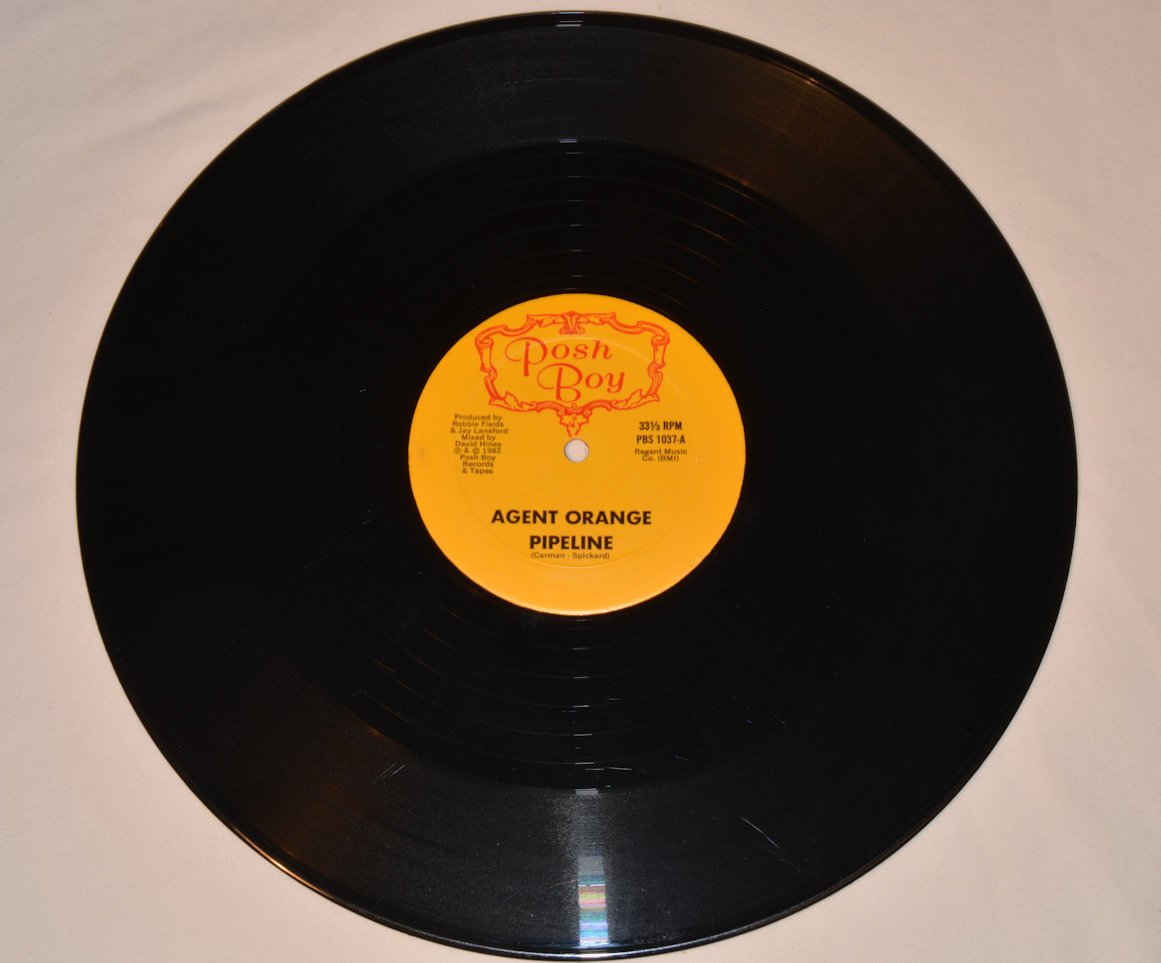 Posh
Boy
Produced by
Robbie Fields
& Jay Lansford
Mixed by
David Hines
℗ & © 1982
Posh Boy
Records
& Tapes
33⅓ RPM
PBS 1037-A
Regent Music
Co. (BMI)
AGENT ORANGE
PIPELINE
(Carman - Spickard)